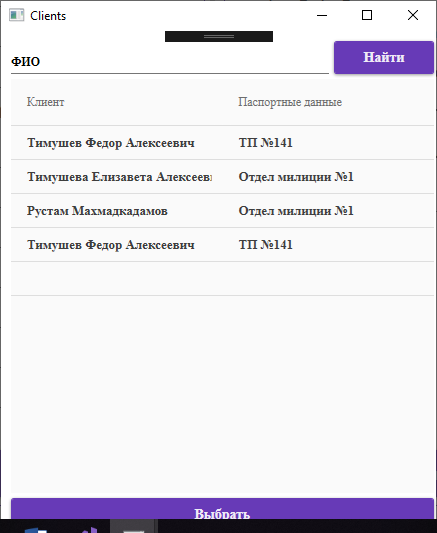 Clients
ФИО
Найти
Клиент Паспортные данные
Тимушев Федор Алексеевич ТП №141
Тимушева Елизавета Алексеевн Отдел милиции №1
Рустам Махмадкадамов Отдел милиции №1
Тимушев Федор Алексеевич ТП №141
Выбрать